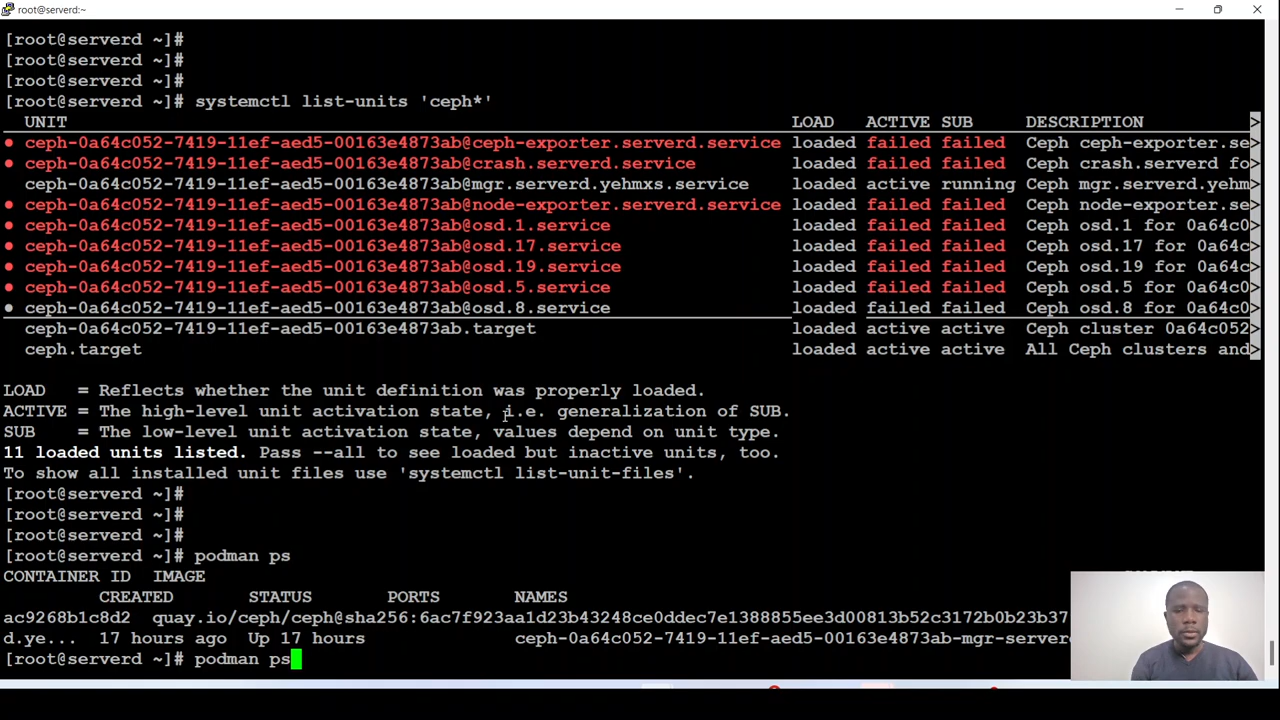 root@serverd:~
[root@serverd ~]#
[root@serverd ~]#
[root@serverd ~]#
[root@serverd ~]# systemctl list-units 'ceph*'
UNIT LOAD ACTIVE SUB DESCRIPTION >
● ceph-0a64c052-7419-11ef-aed5-00163e4873ab@ceph-exporter.serverd.service loaded failed failed Ceph ceph-exporter.se>
● ceph-0a64c052-7419-11ef-aed5-00163e4873ab@crash.serverd.service loaded failed failed Ceph crash.serverd fo>
ceph-0a64c052-7419-11ef-aed5-00163e4873ab@mgr.serverd.yehmxs.service loaded active running Ceph mgr.serverd.yehm>
● ceph-0a64c052-7419-11ef-aed5-00163e4873ab@node-exporter.serverd.service loaded failed failed Ceph node-exporter.se>
● ceph-0a64c052-7419-11ef-aed5-00163e4873ab@osd.1.service loaded failed failed Ceph osd.1 for 0a64c0>
● ceph-0a64c052-7419-11ef-aed5-00163e4873ab@osd.17.service loaded failed failed Ceph osd.17 for 0a64c>
● ceph-0a64c052-7419-11ef-aed5-00163e4873ab@osd.19.service loaded failed failed Ceph osd.19 for 0a64c>
● ceph-0a64c052-7419-11ef-aed5-00163e4873ab@osd.5.service loaded failed failed Ceph osd.5 for 0a64c0>
● ceph-0a64c052-7419-11ef-aed5-00163e4873ab@osd.8.service loaded failed failed Ceph osd.8 for 0a64c0>
ceph-0a64c052-7419-11ef-aed5-00163e4873ab.target loaded active active Ceph cluster 0a64c052>
ceph.target loaded active active All Ceph clusters and>
LOAD = Reflects whether the unit definition was properly loaded.
ACTIVE = The high-level unit activation state, i.e. generalization of SUB.
SUB = The low-level unit activation state, values depend on unit type.
11 loaded units listed. Pass --all to see loaded but inactive units, too.
To show all installed unit files use 'systemctl list-unit-files'.
[root@serverd ~]#
[root@serverd ~]#
[root@serverd ~]#
[root@serverd ~]# podman ps
CONTAINER ID IMAGE
CREATED STATUS PORTS NAMES
ac9268b1c8d2 quay.io/ceph/ceph@sha256:6ac7f923aa1d23b43248ce0ddec7e1388855ee3d00813b52c3172b0b23b37
d.ye... 17 hours ago Up 17 hours ceph-0a64c052-7419-11ef-aed5-00163e4873ab-mgr-server
[root@serverd ~]# podman ps